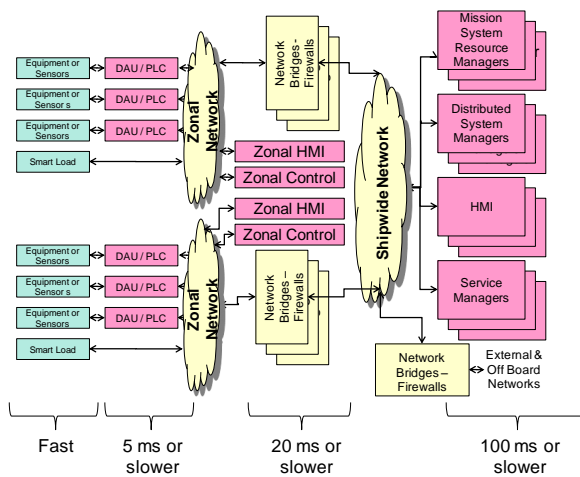 Equipment or
Sensors
DAU / PLC
Equipment or
Sensor s
DAU / PLC
Equipment or
Sensors
DAU / PLC
Smart Load
Zonal
Network
Network
Bridges -
Firewalls
Zonal HMI
Zonal Control
Zonal HMI
Zonal Control
Equipment or
Sensors
DAU / PLC
Equipment or
Sensor s
DAU / PLC
Equipment or
Sensors
DAU / PLC
Smart Load
Zonal
Network
Network
Bridges –
Firewalls
Shipwide Network
Mission
System
Resource
Managers
Distributed
System
Managers
HMI
Service
Managers
Network
Bridges –
Firewalls
External &
Off Board
Networks
Fast
5 ms or
slower
20 ms or
slower
100 ms or
slower